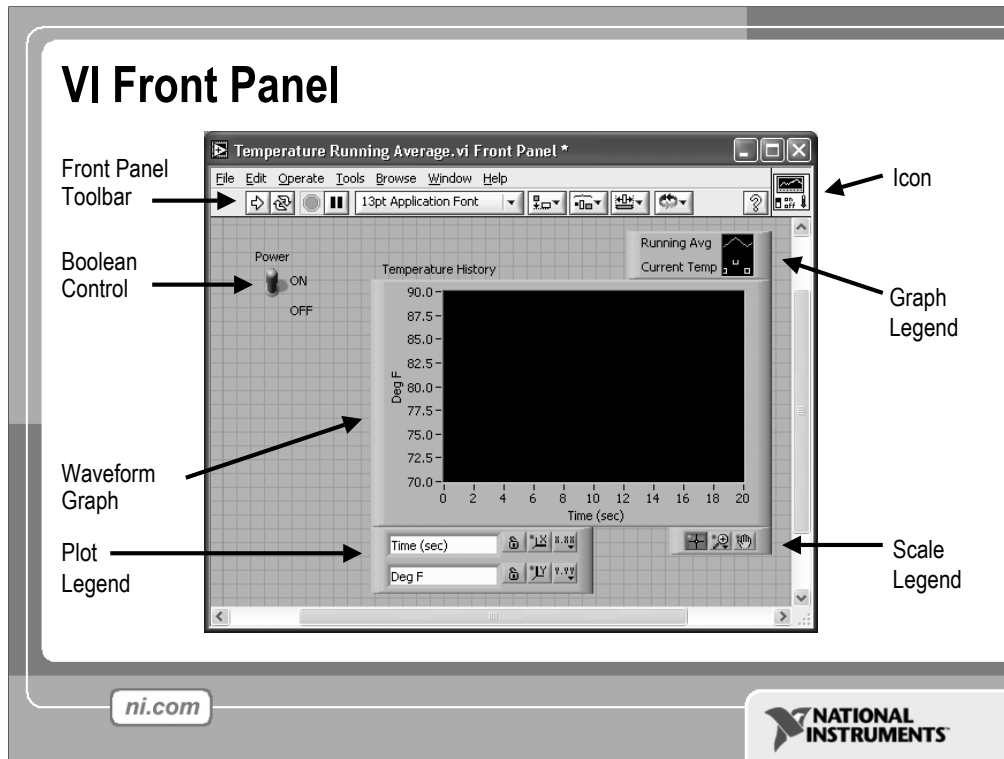 VI Front Panel
Temperature Running Average.vi Front Panel *
File Edit Operate Tools Browse Window Help
13pt Application Font
?
on
off
Front Panel
Toolbar
Icon
Boolean
Control
Power
ON
OFF
Running Avg
Current Temp
Graph
Legend
Temperature History
90.0
87.5
85.0
82.5
80.0
77.5
75.0
70.0
Deg F
0 2 4 6 8 10 12 14 16 18 20
Time (sec)
Waveform
Graph
Plot
Legend
Time (sec)
X
X.XX
Deg F
Y
Y.YY
Scale
Legend
ni.com
NATIONAL
INSTRUMENTS